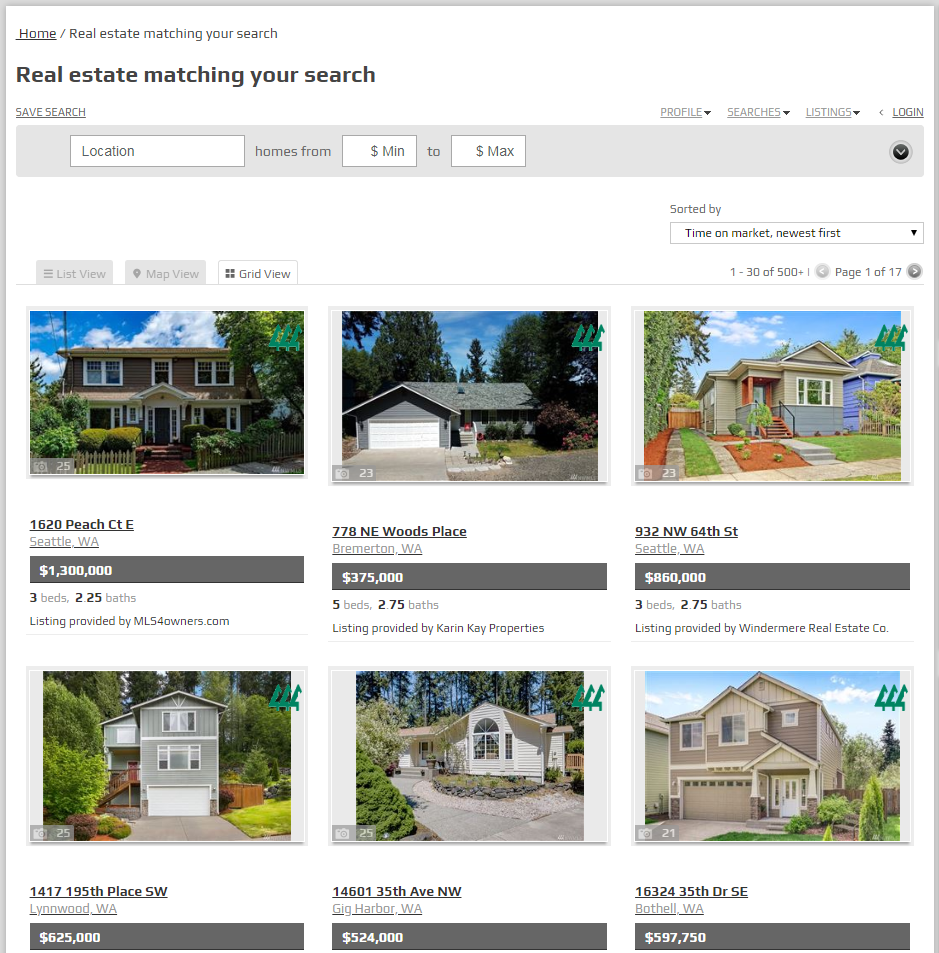 Home / Real estate matching your search
Real estate matching your search
SAVE SEARCH
PROFILE SEARCHES LISTINGS < LOGIN
Location homes from $ Min to $ Max
Sorted by
Time on market, newest first
List View Map View Grid View
1 - 30 of 500+ | < Page 1 of 17 >
25
23
23
1620 Peach Ct E
Seattle, WA
$1,300,000
3 beds, 2.25 baths
Listing provided by MLS4owners.com
778 NE Woods Place
Bremerton, WA
$375,000
5 beds, 2.75 baths
Listing provided by Karin Kay Properties
932 NW 64th St
Seattle, WA
$860,000
3 beds, 2.75 baths
Listing provided by Windermere Real Estate Co.
25
25
21
1417 195th Place SW
Lynnwood, WA
$625,000
14601 35th Ave NW
Gig Harbor, WA
$524,000
16324 35th Dr SE
Bothell, WA
$597,750